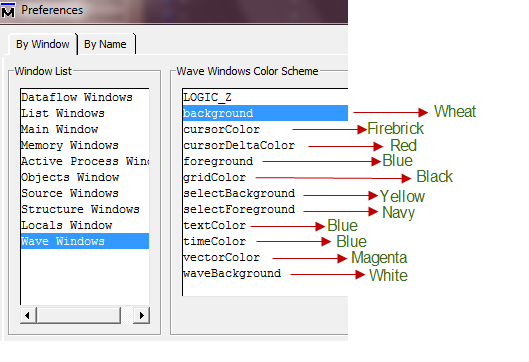 Preferences
By Window By Name
Window List
Dataflow Windows
List Windows
Main Window
Memory Windows
Active Process Wind
Objects Window
Source Windows
Structure Windows
Locals Window
Wave Windows
Wave Windows Color Scheme
LOGIC_Z
background Wheat
cursorColor Firebrick
cursorDeltaColor Red
foreground Blue
gridColor Black
selectBackground Yellow
selectForeground Navy
textColor Blue
timeColor Blue
vectorColor Magenta
waveBackground White